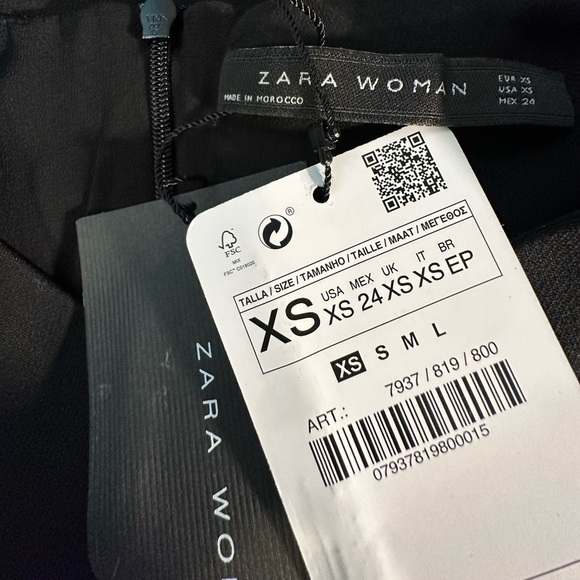 ZARA WOMAN
MADE IN MOROCCO
EUR XS
USA XS
MEX 24
FSC
MIX
®
TALLA / SIZE / TAMANHO / TAILLE / MAAT / ΜΕΓΕΘΟΣ
USA MEX UK IT BR
XS XS 24 XS XS EP
XS S M L
7937 / 819 / 800
ART.:
07937819800015
ZARA WO